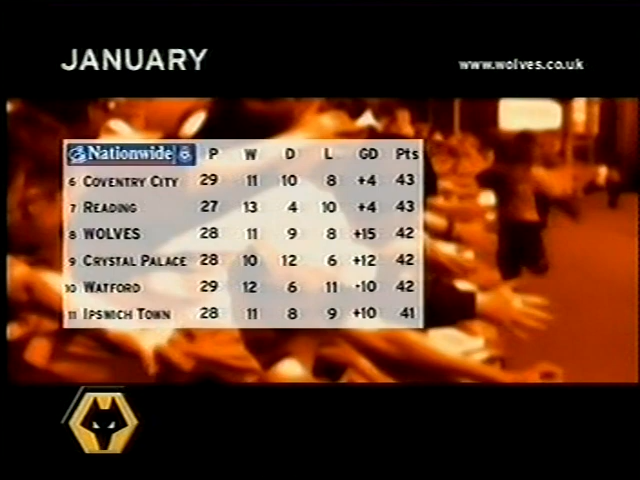 JANUARY
www.wolves.co.uk
Nationwide P W D L GD Pts
6 COVENTRY CITY 29 11 10 8 +4 43
7 READING 27 13 4 10 +4 43
8 WOLVES 28 11 9 8 +15 42
9 CRYSTAL PALACE 28 10 12 6 +12 42
10 WATFORD 29 12 6 11 -10 42
11 IPSWICH TOWN 28 11 8 9 +10 41